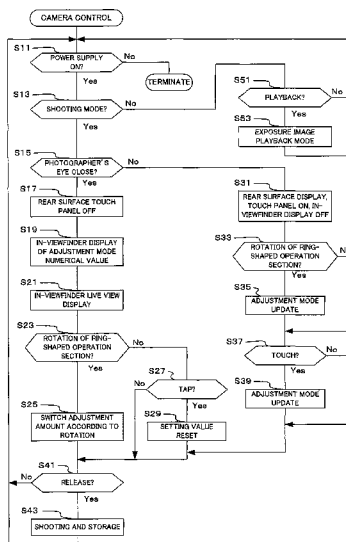 CAMERA CONTROL
S11
POWER SUPPLY
ON?
No
TERMINATE
Yes
S13
SHOOTING MODE?
No
Yes
S51
PLAYBACK?
No
Yes
S53
EXPOSURE IMAGE
PLAYBACK MODE
S15
PHOTOGRAPHER'S
EYE CLOSE?
No
Yes
S17
REAR SURFACE TOUCH
PANEL OFF
S19
IN-VIEWFINDER DISPLAY
OF ADJUSTMENT MODE
NUMERICAL VALUE
S21
IN-VIEWFINDER LIVE VIEW
DISPLAY
S23
ROTATION OF RING-
SHAPED OPERATION
SECTION?
No
Yes
S25
SWITCH ADJUSTMENT
AMOUNT ACCORDING TO
ROTATION
S27
No
TAP?
Yes
S29
SETTING VALUE
RESET
S31
REAR SURFACE DISPLAY,
TOUCH PANEL ON, IN-
VIEWFINDER DISPLAY OFF
S33
ROTATION OF RING-
SHAPED OPERATION
SECTION?
No
Yes
S35
ADJUSTMENT MODE
UPDATE
S37
TOUCH?
No
Yes
S39
ADJUSTMENT MODE
UPDATE
S41
No
RELEASE?
Yes
S43
SHOOTING AND STORAGE